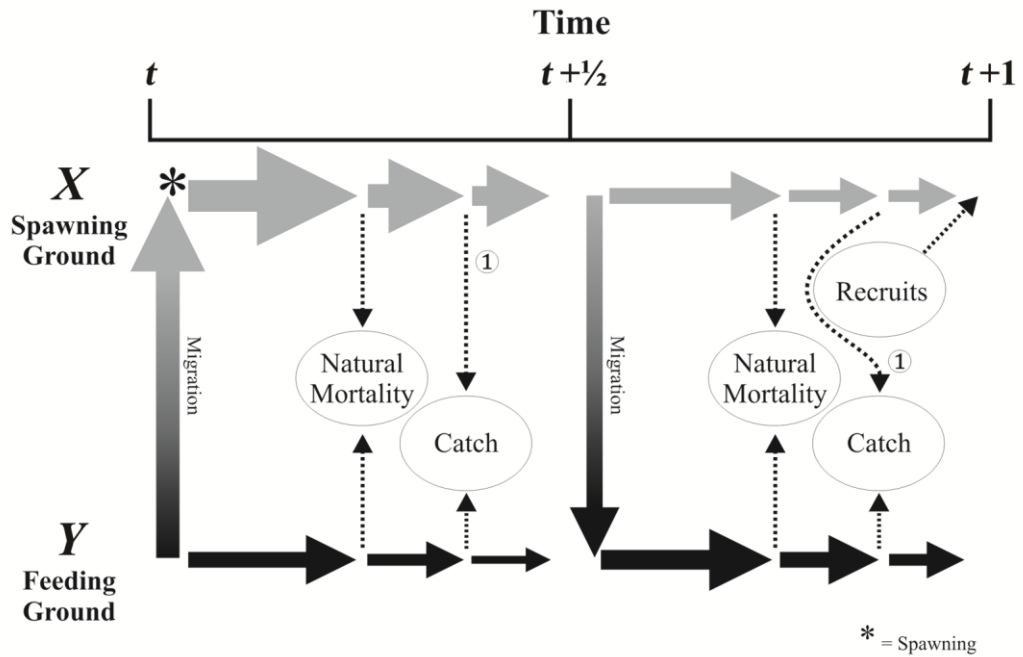 Time
t
t +½
t +1
X
Spawning
Ground
*
Migration
Natural
Mortality
①
Catch
Migration
Natural
Mortality
Recruits
①
Catch
Y
Feeding
Ground
* = Spawning